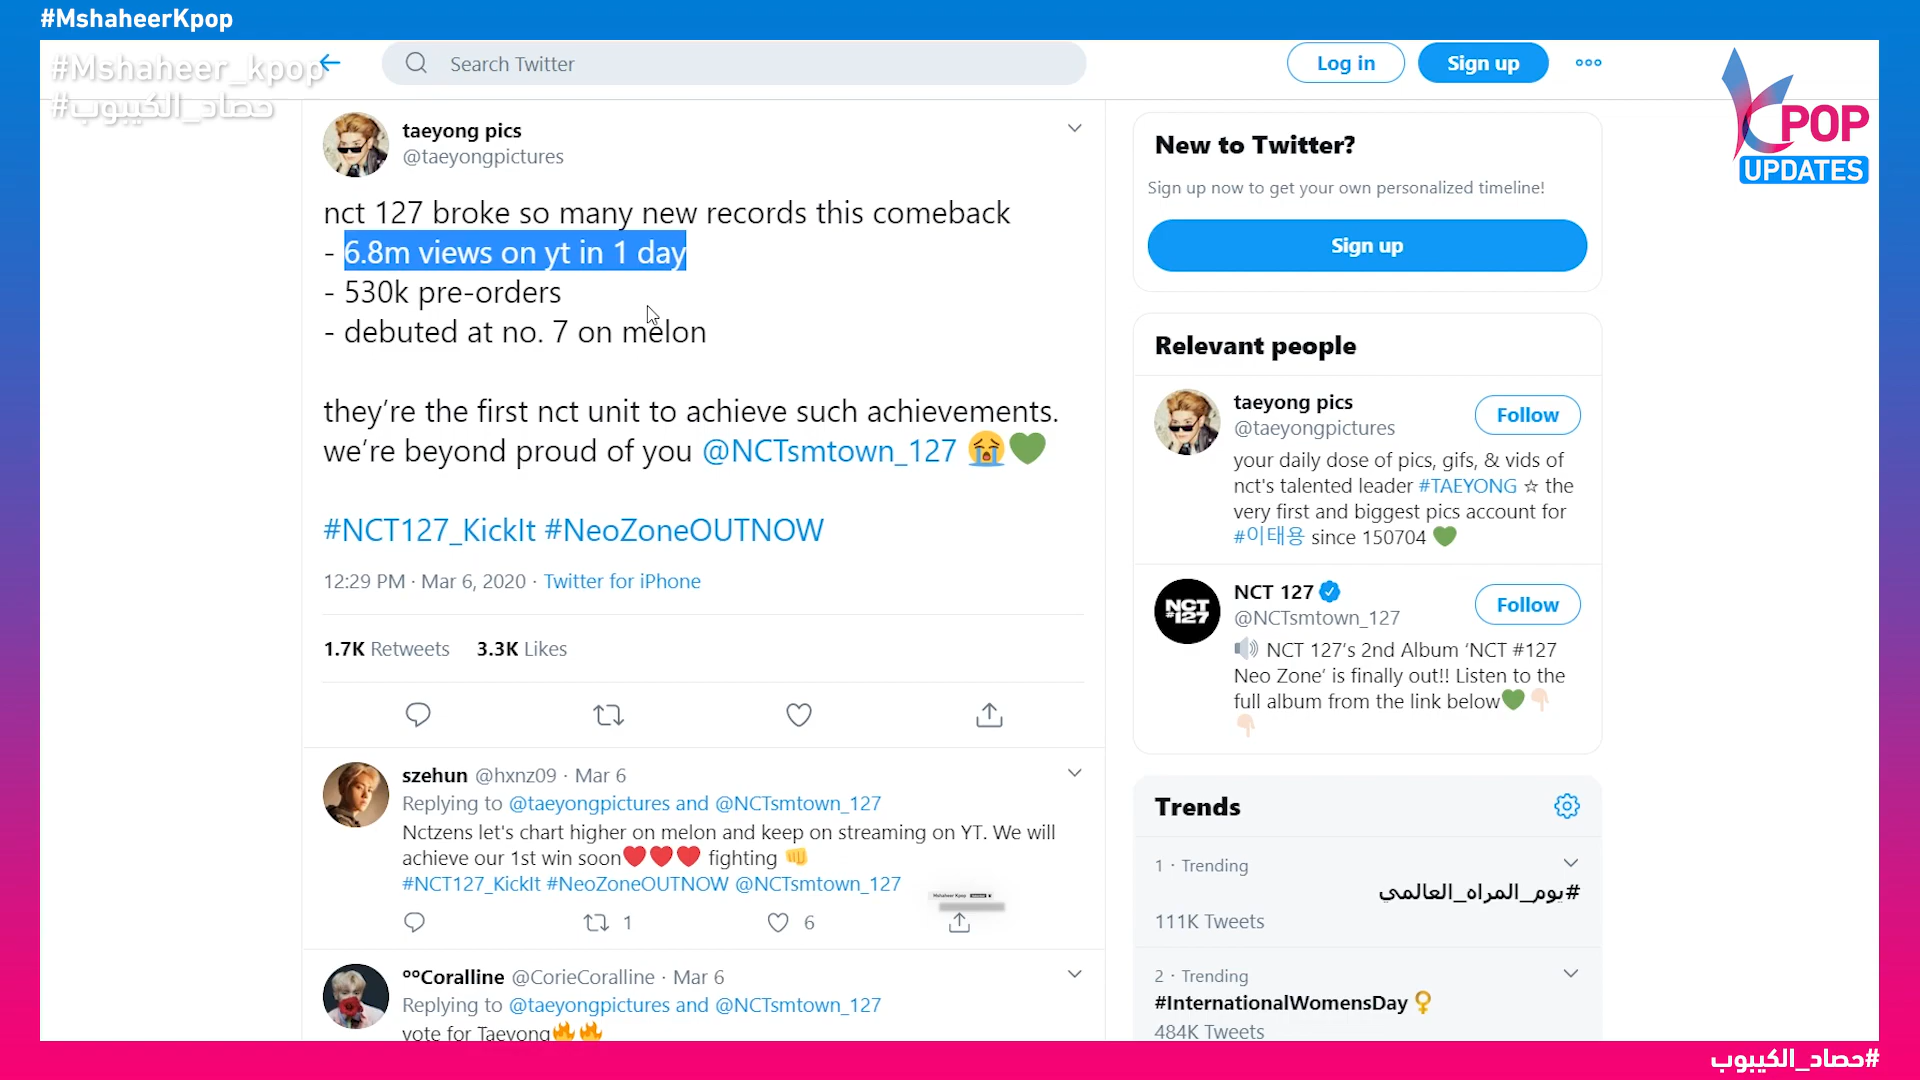 #MshaheerKpop
#Mshaheer_kpop
#حصاد_الكيبوب
Search Twitter
Log in
Sign up
KPOP
UPDATES
taeyong pics
@taeyongpictures
nct 127 broke so many new records this comeback
- 6.8m views on yt in 1 day
- 530k pre-orders
- debuted at no. 7 on melon
they're the first nct unit to achieve such achievements.
we're beyond proud of you @NCTsmtown_127 😭💚
#NCT127_KickIt #NeoZoneOUTNOW
12:29 PM · Mar 6, 2020 · Twitter for iPhone
1.7K Retweets 3.3K Likes
szehun @hxnz09 · Mar 6
Replying to @taeyongpictures and @NCTsmtown_127
Nctzens let's chart higher on melon and keep on streaming on YT. We will
achieve our 1st win soon❤️❤️❤️ fighting 👊
#NCT127_KickIt #NeoZoneOUTNOW @NCTsmtown_127
1 6
Mshaheer Kpop
°°Coralline @CorieCoralline · Mar 6
Replying to @taeyongpictures and @NCTsmtown_127
vote for Taeyong🔥🔥
New to Twitter?
Sign up now to get your own personalized timeline!
Sign up
Relevant people
taeyong pics
@taeyongpictures
Follow
your daily dose of pics, gifs, & vids of
nct's talented leader #TAEYONG ☆ the
very first and biggest pics account for
#이태용 since 150704 💚
NCT 127
@NCTsmtown_127
Follow
NCT #127
🔊 NCT 127's 2nd Album 'NCT #127
Neo Zone' is finally out!! Listen to the
full album from the link below💚👇🏻
👇🏻
Trends
1 · Trending
#يوم_المراه_العالمي
111K Tweets
2 · Trending
#InternationalWomensDay ♀
484K Tweets
#حصاد_الكيبوب